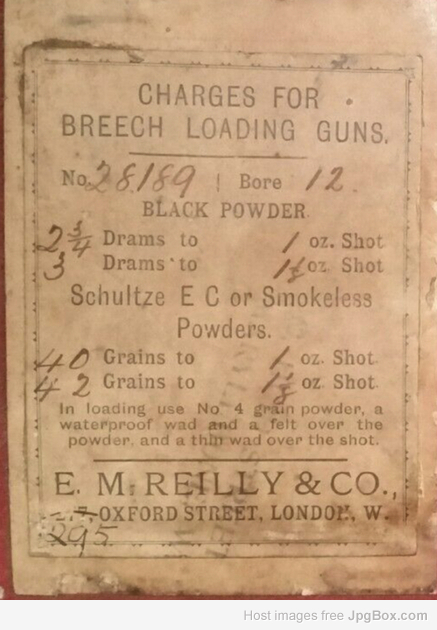 CHARGES FOR
BREECH LOADING GUNS.
No. 28189 | Bore 12.
BLACK POWDER.
2 3/4 Drams to 1 oz. Shot
3 Drams to 1 1/8 oz Shot
Schultze E C or Smokeless
Powders.
40 Grains to 1 oz. Shot
42 Grains to 1 1/8 oz Shot
In loading use No 4 grain powder, a
waterproof wad and a felt over the
powder, and a thin wad over the shot.
E. M. REILLY & CO.,
OXFORD STREET, LONDON, W.
295
Host images free JpgBox.com